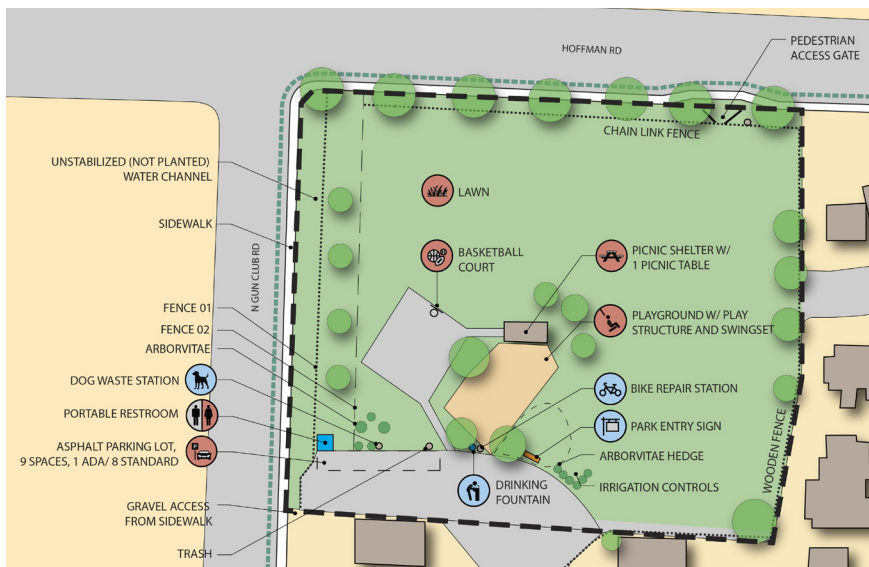 HOFFMAN RD
PEDESTRIAN
ACCESS GATE
CHAIN LINK FENCE
UNSTABILIZED (NOT PLANTED)
WATER CHANNEL
LAWN
SIDEWALK
N GUN CLUB RD
BASKETBALL
COURT
PICNIC SHELTER W/
1 PICNIC TABLE
FENCE 01
PLAYGROUND W/ PLAY
STRUCTURE AND SWINGSET
FENCE 02
ARBORVITAE
DOG WASTE STATION
BIKE REPAIR STATION
PORTABLE RESTROOM
PARK ENTRY SIGN
WOODEN FENCE
ASPHALT PARKING LOT,
9 SPACES, 1 ADA/ 8 STANDARD
ARBORVITAE HEDGE
DRINKING
FOUNTAIN
IRRIGATION CONTROLS
GRAVEL ACCESS
FROM SIDEWALK
TRASH